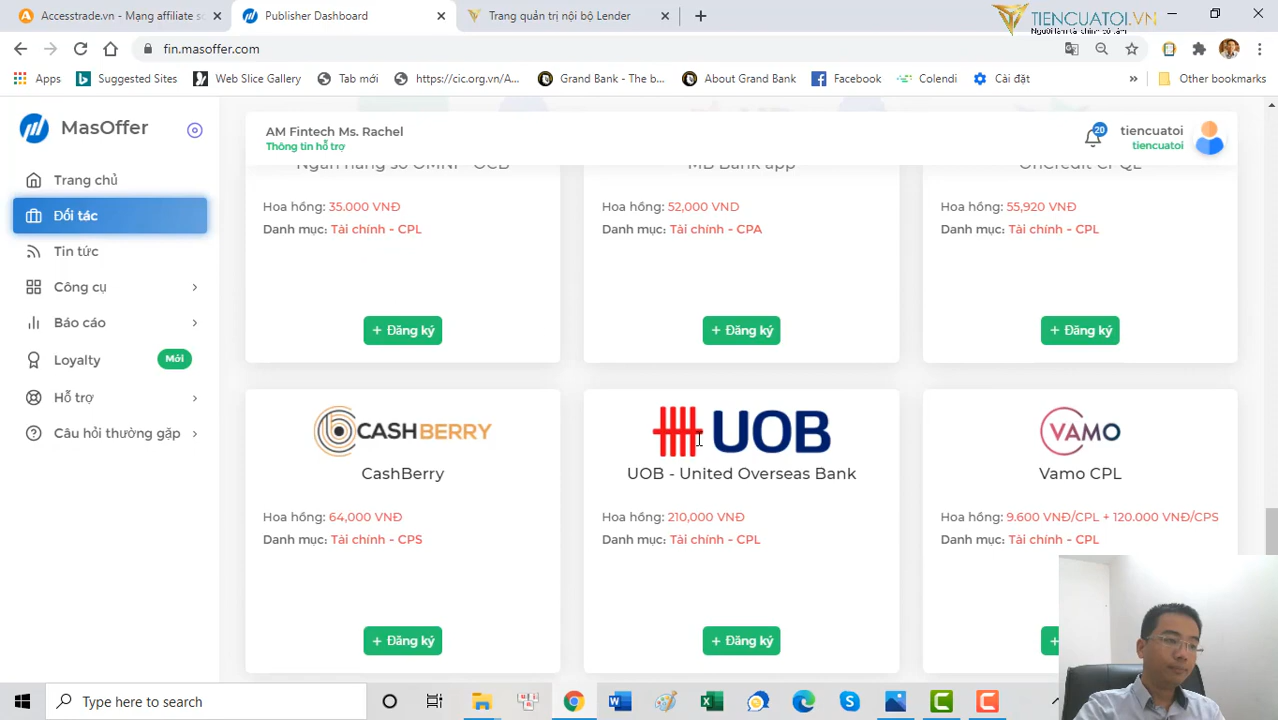 Accesstrade.vn - Mạng affiliate s
Publisher Dashboard
Trang quản trị nội bộ Lender
TIENCUATOI.VN
fin.masoffer.com
Apps
Suggested Sites
Web Slice Gallery
Tab mới
https://cic.org.vn/A...
Grand Bank - The b...
About Grand Bank
Facebook
Colendi
Cài đặt
»
Other bookmarks
MasOffer
AM Fintech Ms. Rachel
Thông tin hỗ trợ
20
tiencuatoi
tiencuatoi
Trang chủ
Đối tác
Tin tức
Công cụ
Báo cáo
Loyalty
Mới
Hỗ trợ
Câu hỏi thường gặp
Ngân hàng số OMNI - OCB
MB Bank app
OnCredit CPQL
Hoa hồng: 35.000 VNĐ
Danh mục: Tài chính - CPL
Hoa hồng: 52,000 VND
Danh mục: Tài chính - CPA
Hoa hồng: 55,920 VNĐ
Danh mục: Tài chính - CPL
+ Đăng ký
+ Đăng ký
+ Đăng ký
CASHBERRY
CashBerry
Hoa hồng: 64,000 VNĐ
Danh mục: Tài chính - CPS
+ Đăng ký
UOB
UOB - United Overseas Bank
Hoa hồng: 210,000 VNĐ
Danh mục: Tài chính - CPL
+ Đăng ký
VAMO
Vamo CPL
Hoa hồng: 9.600 VNĐ/CPL + 120.000 VNĐ/CPS
Danh mục: Tài chính - CPL
+
Type here to search